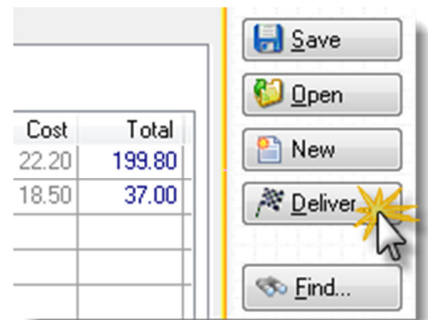 Save
Open
Cost Total
New
22.20 199.80
18.50 37.00
Deliver...
Find...